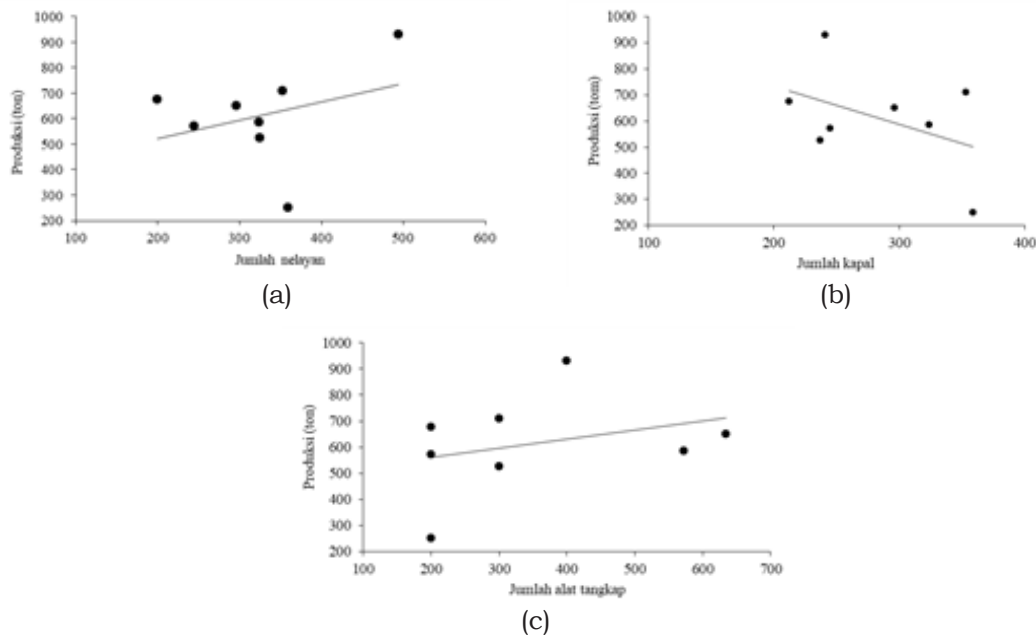 1000
900
800
700
600
500
400
300
200
Produksi (ton)
100 200 300 400 500 600
Jumlah nelayan
(a)
1000
900
800
700
600
500
400
300
200
Produksi (tom)
100 200 300 400
Jumlah kapal
(b)
1000
900
800
700
600
500
400
300
200
Produksi (ton)
100 200 300 400 500 600 700
Jumlah alat tangkap
(c)